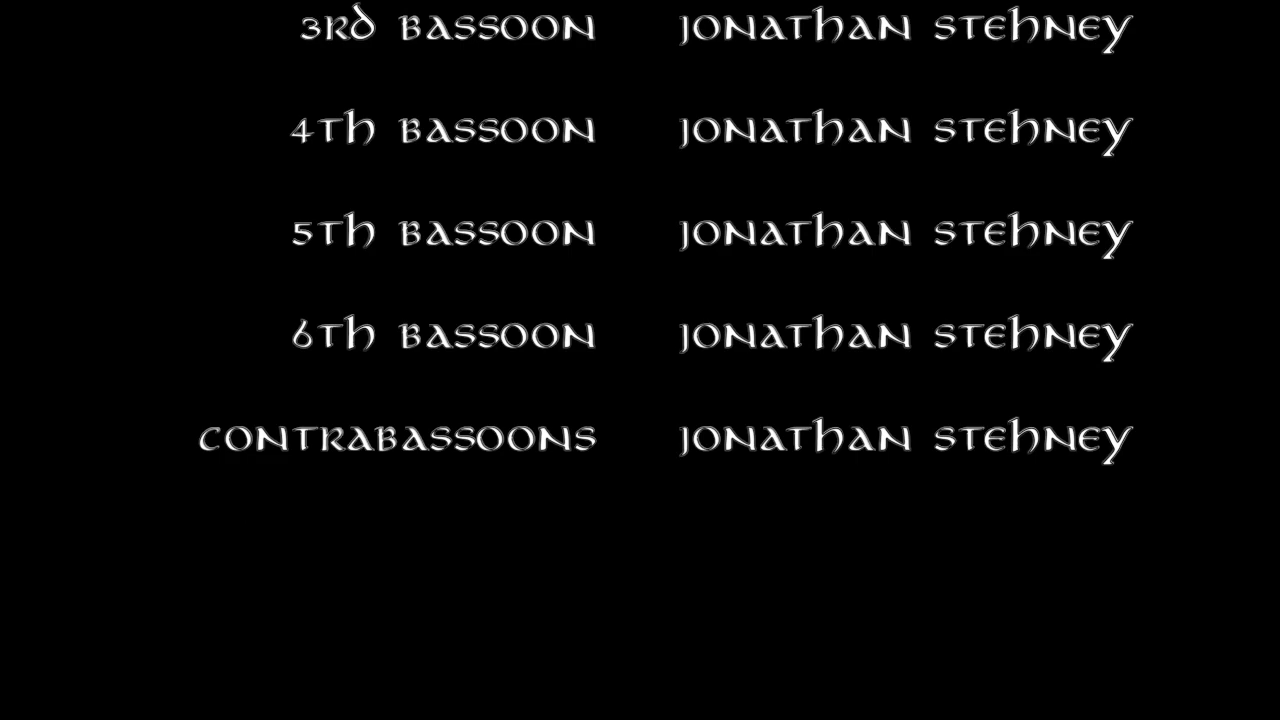 3rd Bassoon Jonathan Stehney
4th Bassoon Jonathan Stehney
5th Bassoon Jonathan Stehney
6th Bassoon Jonathan Stehney
Contrabassoons Jonathan Stehney